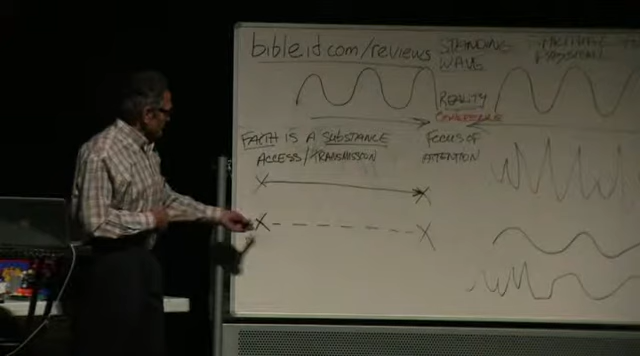 bibleid.com/reviews
STANDING
WAVE
REALITY
FAITH IS A SUBSTANCE
ACCESS/TRANSMISSION
FOCUS OF
ATTENTION
X X
X X